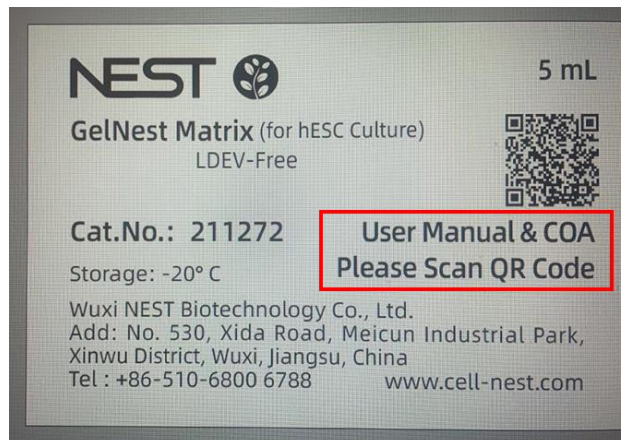 NEST
5 mL
GelNest Matrix (for hESC Culture)
LDEV-Free
Cat.No.: 211272
User Manual & COA
Please Scan QR Code
Storage: -20° C
Wuxi NEST Biotechnology Co., Ltd.
Add: No. 530, Xida Road, Meicun Industrial Park,
Xinwu District, Wuxi, Jiangsu, China
Tel : +86-510-6800 6788 www.cell-nest.com